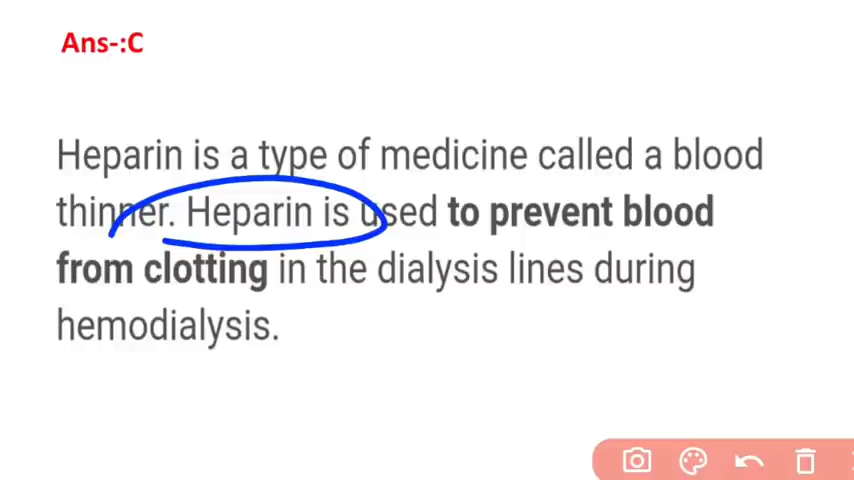 Ans-:C
Heparin is a type of medicine called a blood
thinner. Heparin is used to prevent blood
from clotting in the dialysis lines during
hemodialysis.